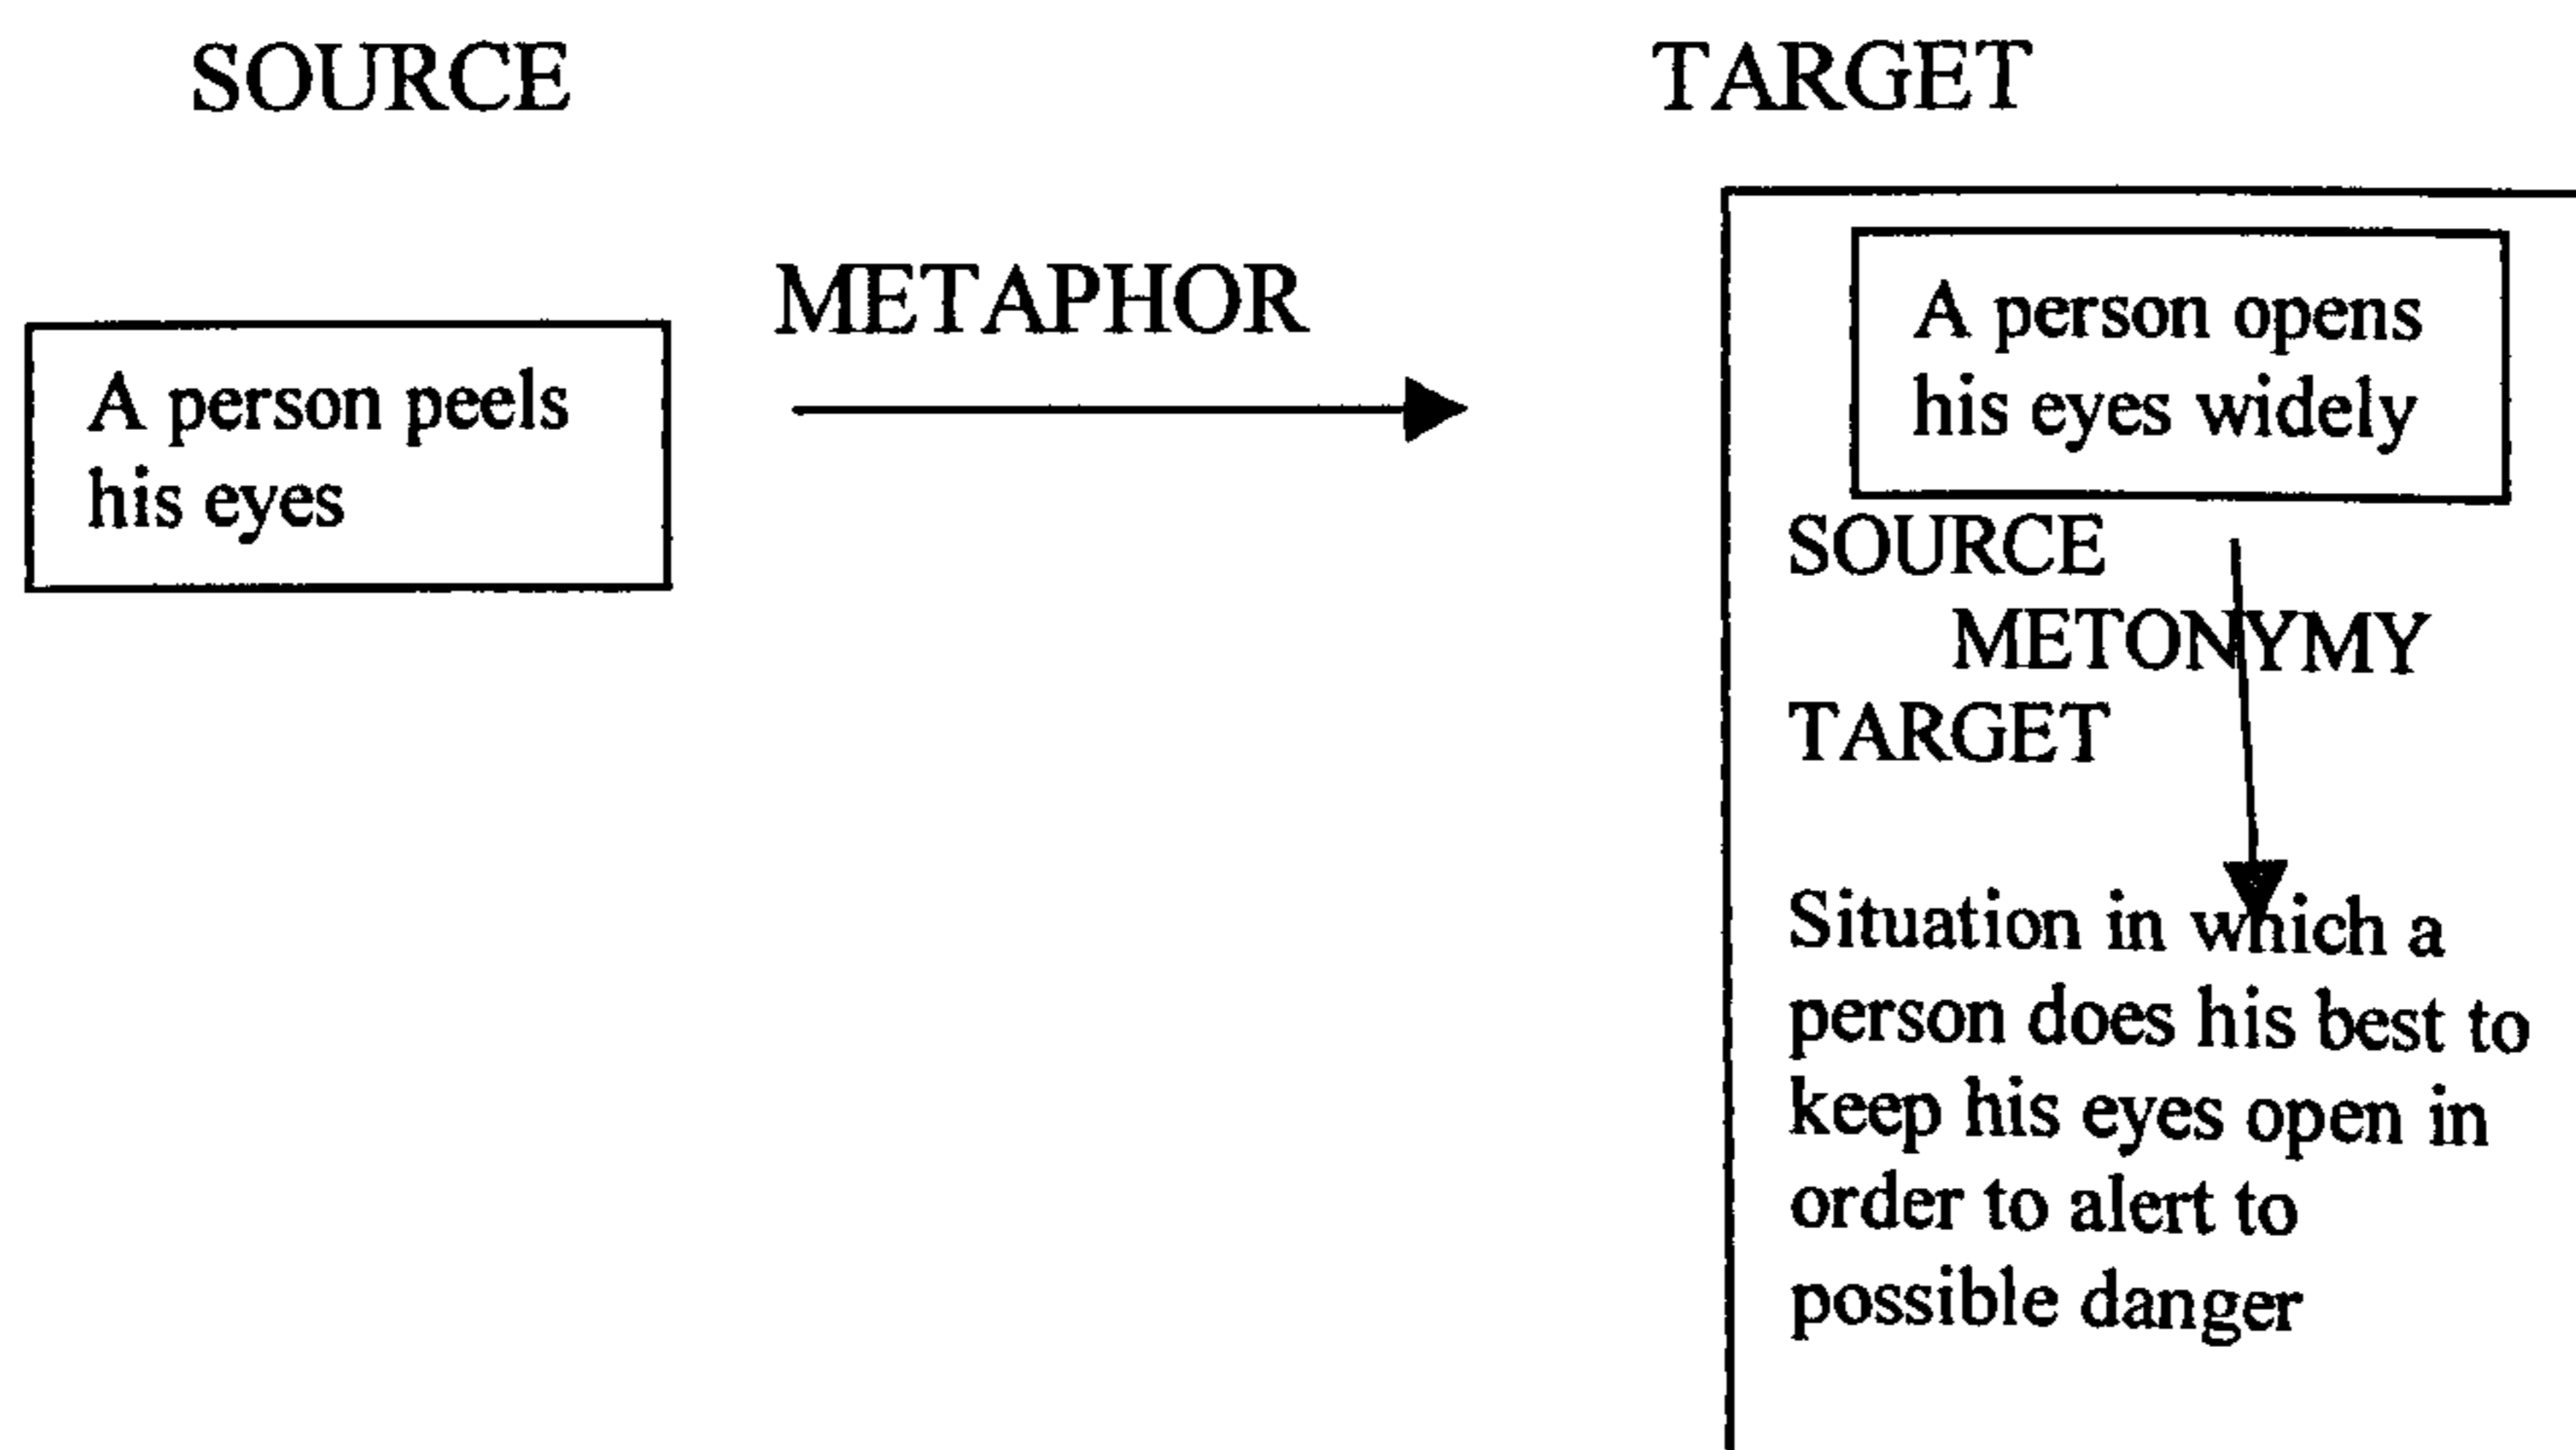 SOURCE
TARGET
METAPHOR
A person peels
his eyes
A person opens
his eyes widely
SOURCE
METONYMY
TARGET
Situation in which a
person does his best to
keep his eyes open in
order to alert to
possible danger